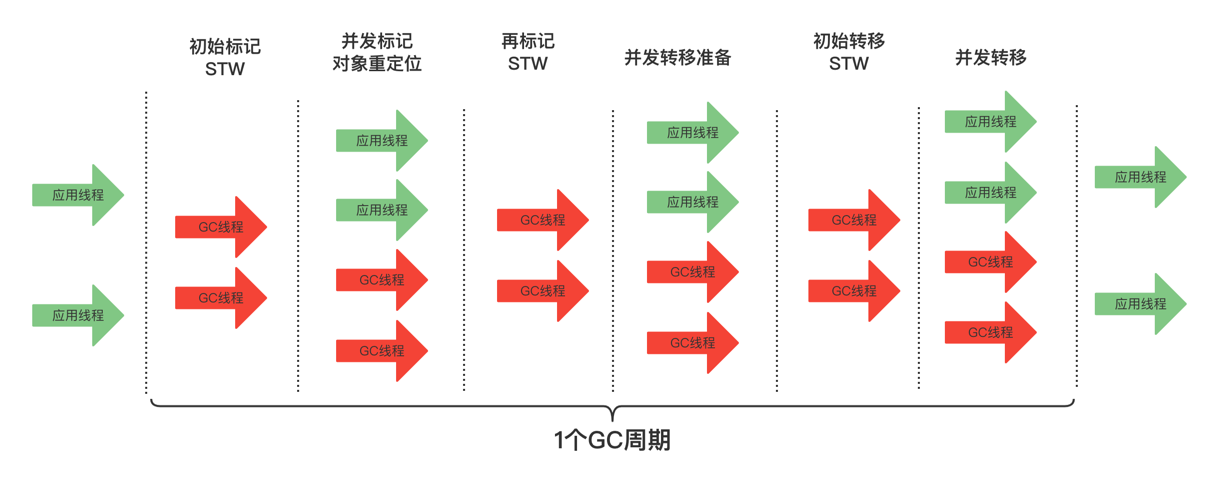 初始标记
STW
并发标记
对象重定位
再标记
STW
并发转移准备
初始转移
STW
并发转移
应用线程
应用线程
GC线程
GC线程
应用线程
应用线程
GC线程
GC线程
GC线程
GC线程
应用线程
应用线程
GC线程
GC线程
GC线程
GC线程
应用线程
应用线程
GC线程
GC线程
应用线程
应用线程
1个GC周期